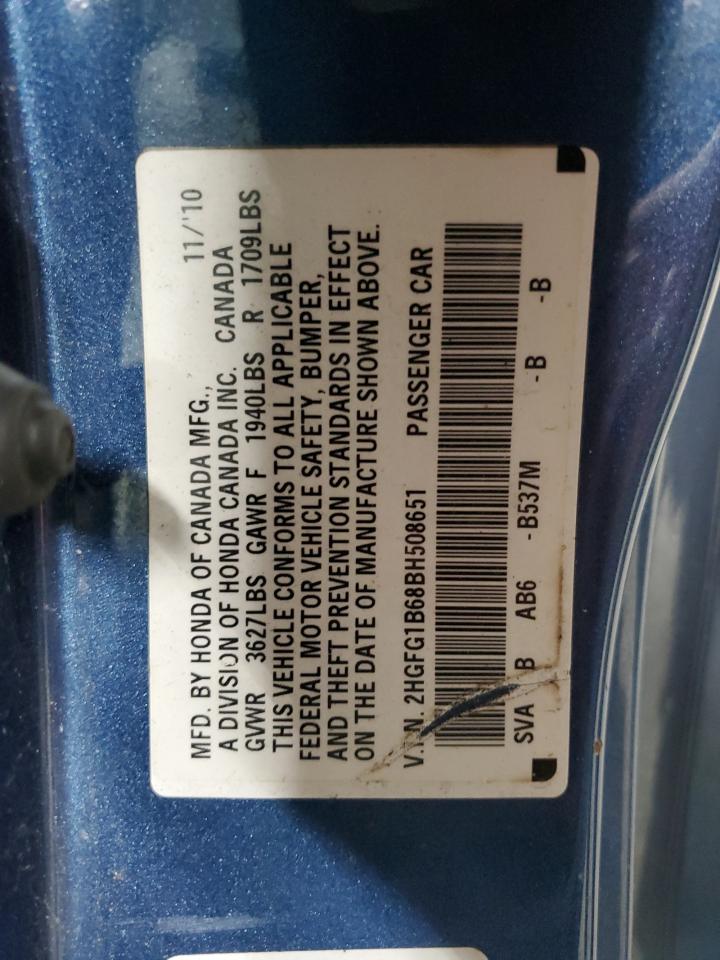 MFD. BY HONDA OF CANADA MFG., 11/'10
A DIVISION OF HONDA CANADA INC. CANADA
GVWR 3627LBS GAWR F 1940LBS R 1709LBS
THIS VEHICLE CONFORMS TO ALL APPLICABLE
FEDERAL MOTOR VEHICLE SAFETY, BUMPER,
AND THEFT PREVENTION STANDARDS IN EFFECT
ON THE DATE OF MANUFACTURE SHOWN ABOVE.
V.I.N. 2HGFG1B68BH508651 PASSENGER CAR
SVA B AB6 -B537M -B -B